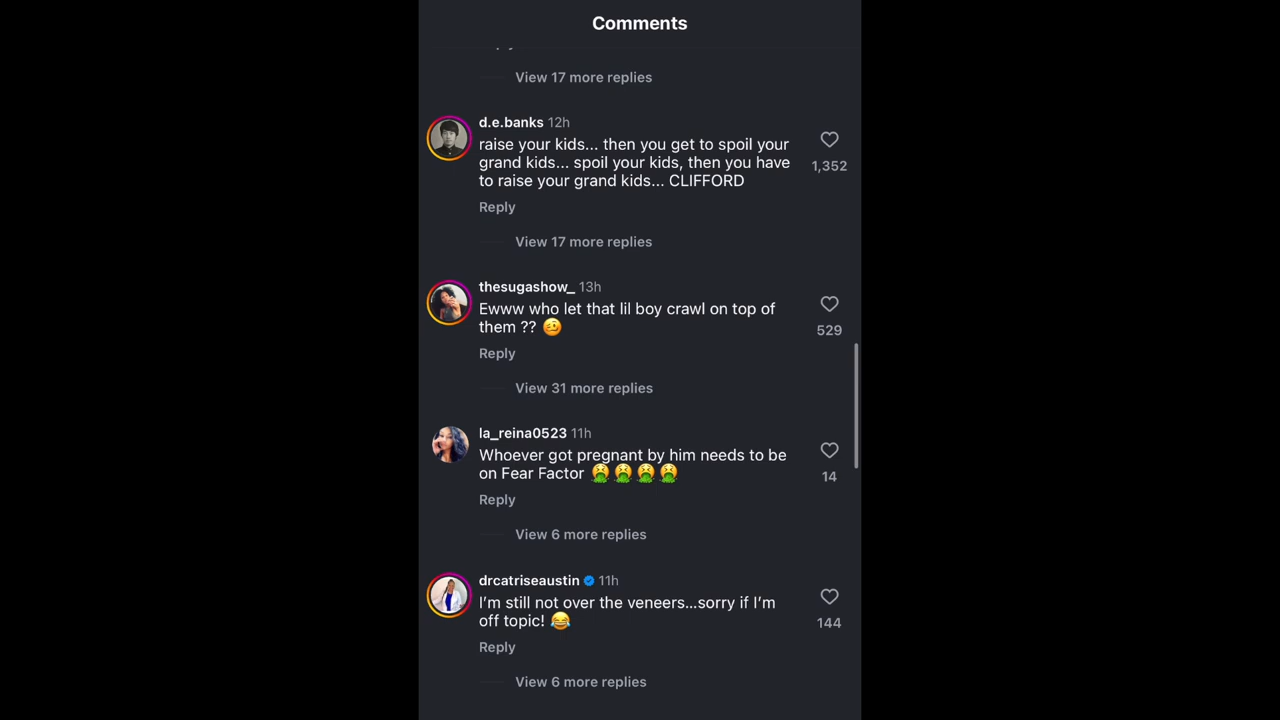 Comments
View 17 more replies
d.e.banks 12h
raise your kids... then you get to spoil your
grand kids... spoil your kids, then you have
to raise your grand kids... CLIFFORD
1,352
Reply
View 17 more replies
thesugashow_ 13h
Ewww who let that lil boy crawl on top of
them ?? 🥴
529
Reply
View 31 more replies
la_reina0523 11h
Whoever got pregnant by him needs to be
on Fear Factor 🤮🤮🤮🤮
14
Reply
View 6 more replies
drcatriseaustin 11h
I'm still not over the veneers...sorry if I'm
off topic! 😂
144
Reply
View 6 more replies